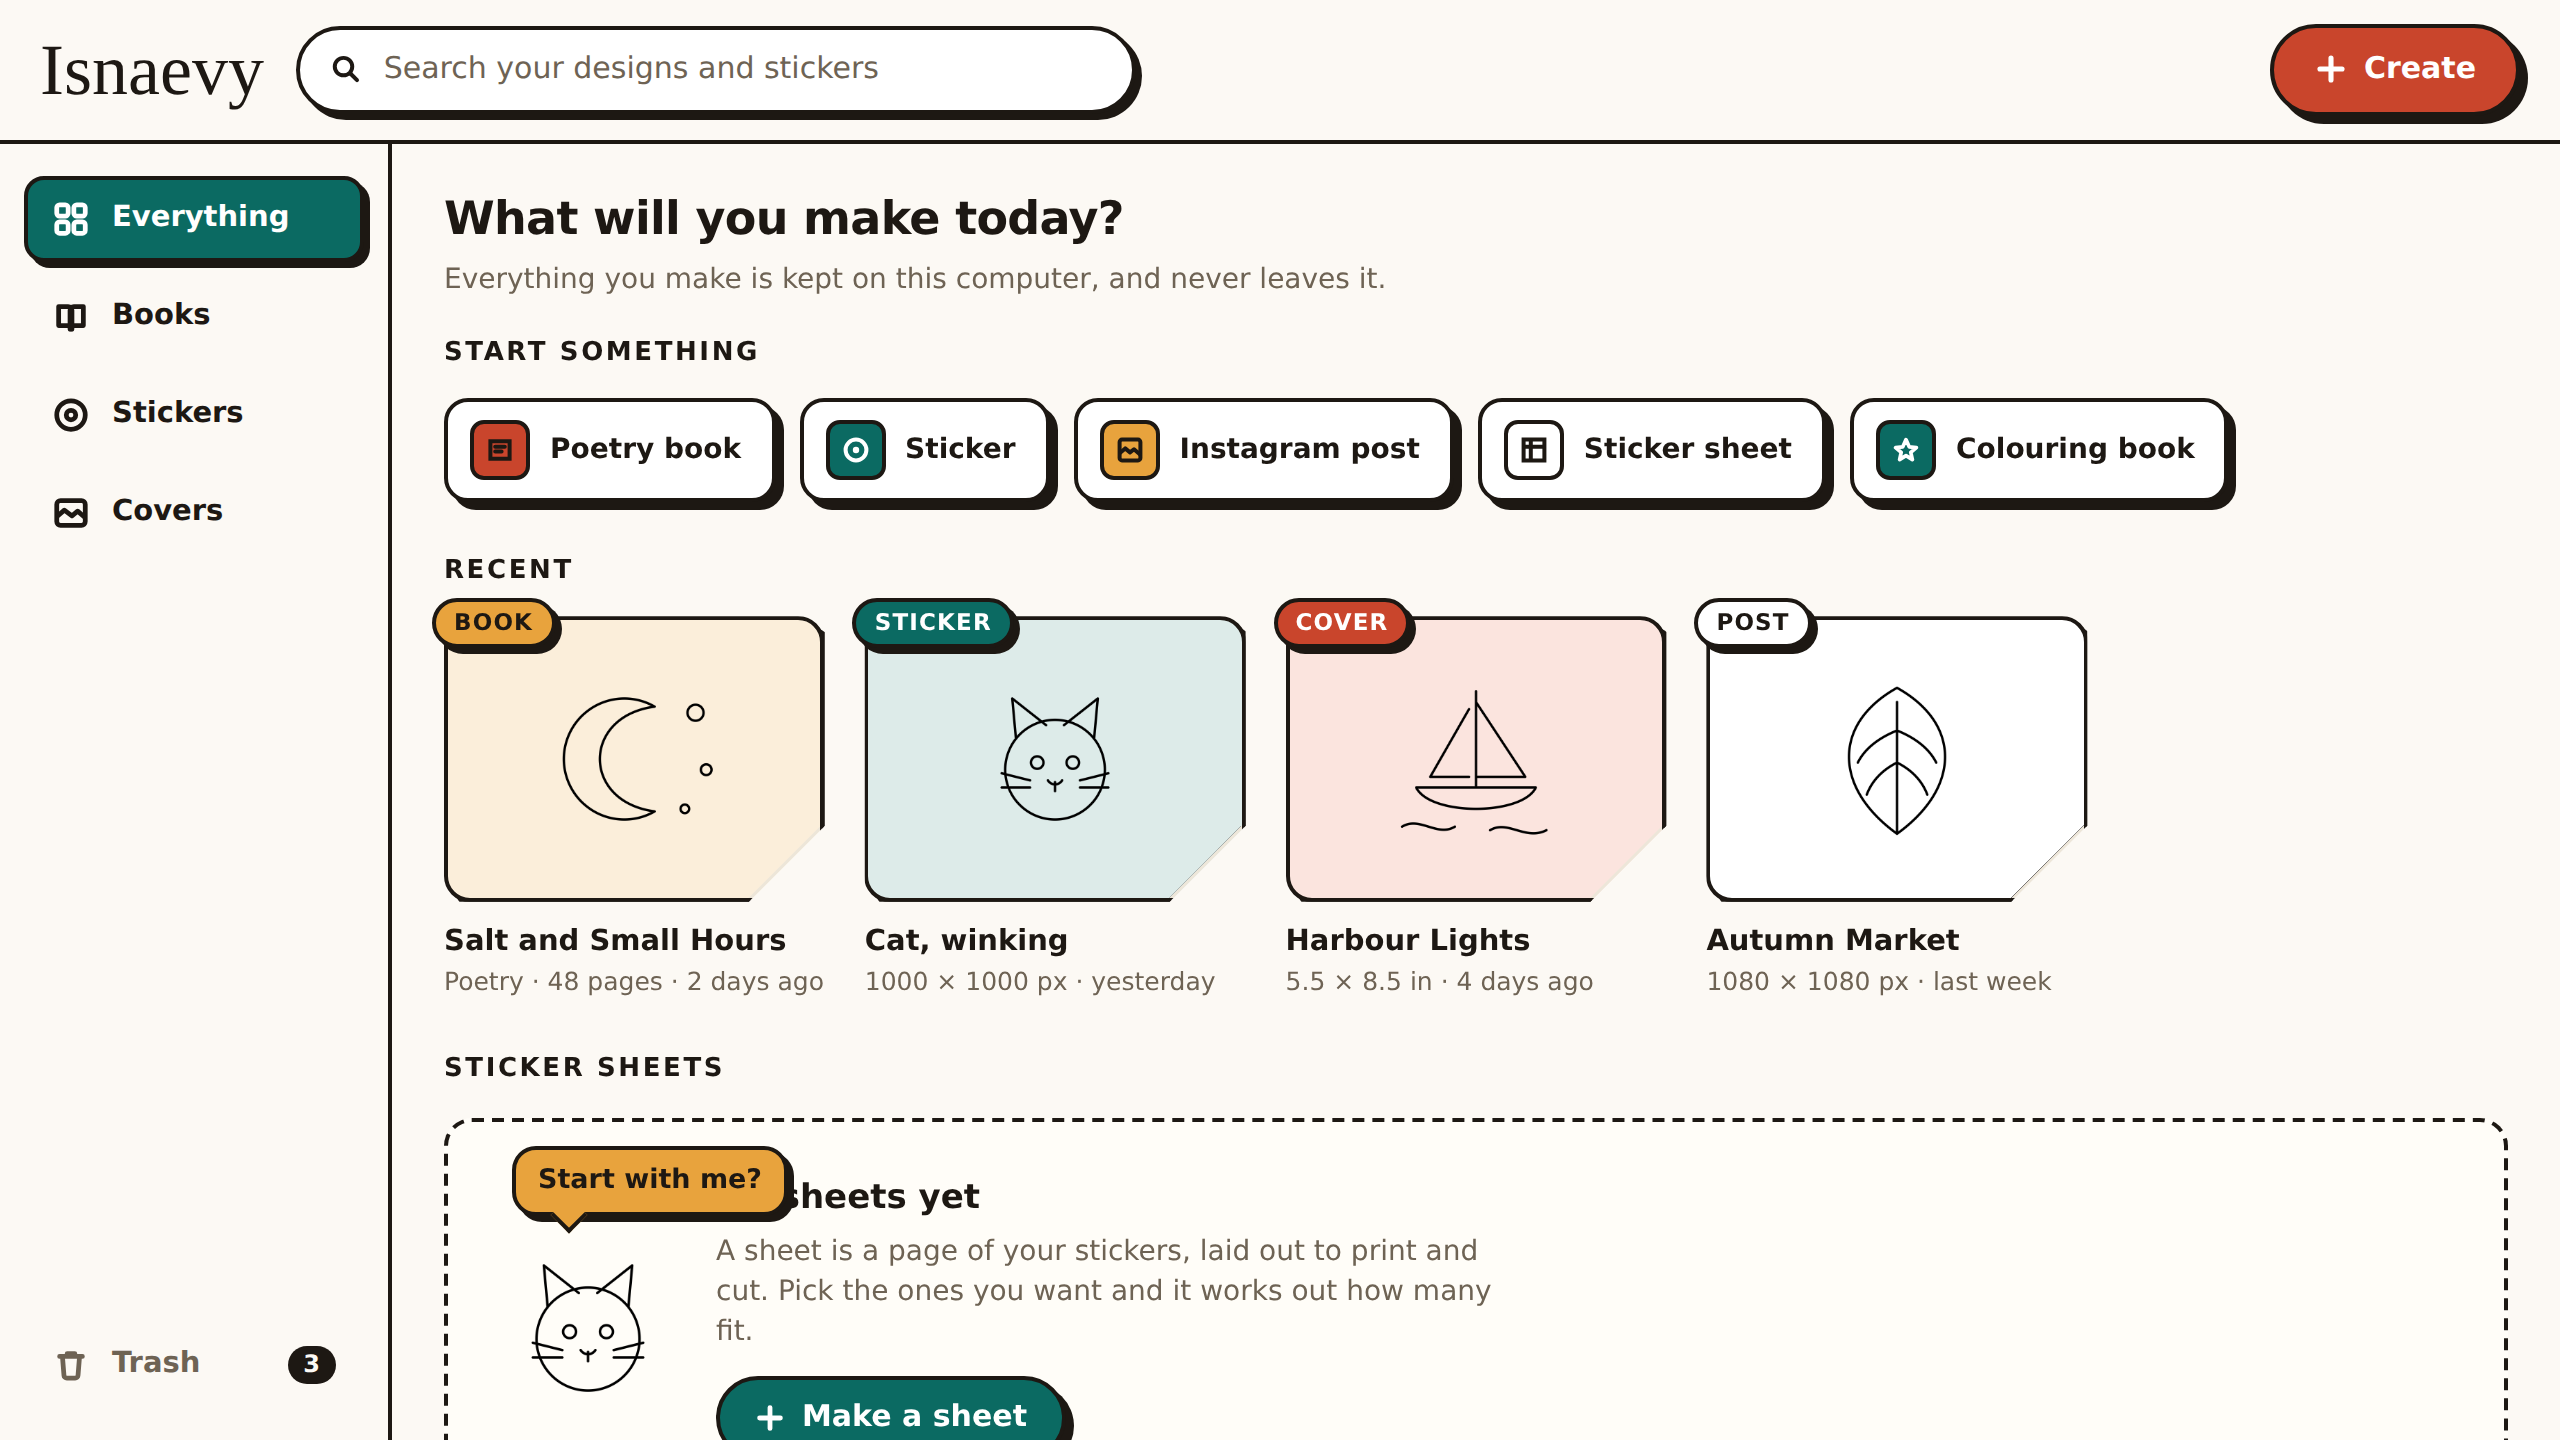 Isnaevy
Search your designs and stickers
Create
Everything
Books
Stickers
Covers
Trash
3
What will you make today?
Everything you make is kept on this computer, and never leaves it.
START SOMETHING
Poetry book
Sticker
Instagram post
Sticker sheet
Colouring book
RECENT
BOOK
STICKER
COVER
POST
Salt and Small Hours
Poetry · 48 pages · 2 days ago
Cat, winking
1000 × 1000 px · yesterday
Harbour Lights
5.5 × 8.5 in · 4 days ago
Autumn Market
1080 × 1080 px · last week
STICKER SHEETS
Start with me?
sheets yet
A sheet is a page of your stickers, laid out to print and
cut. Pick the ones you want and it works out how many
fit.
Make a sheet